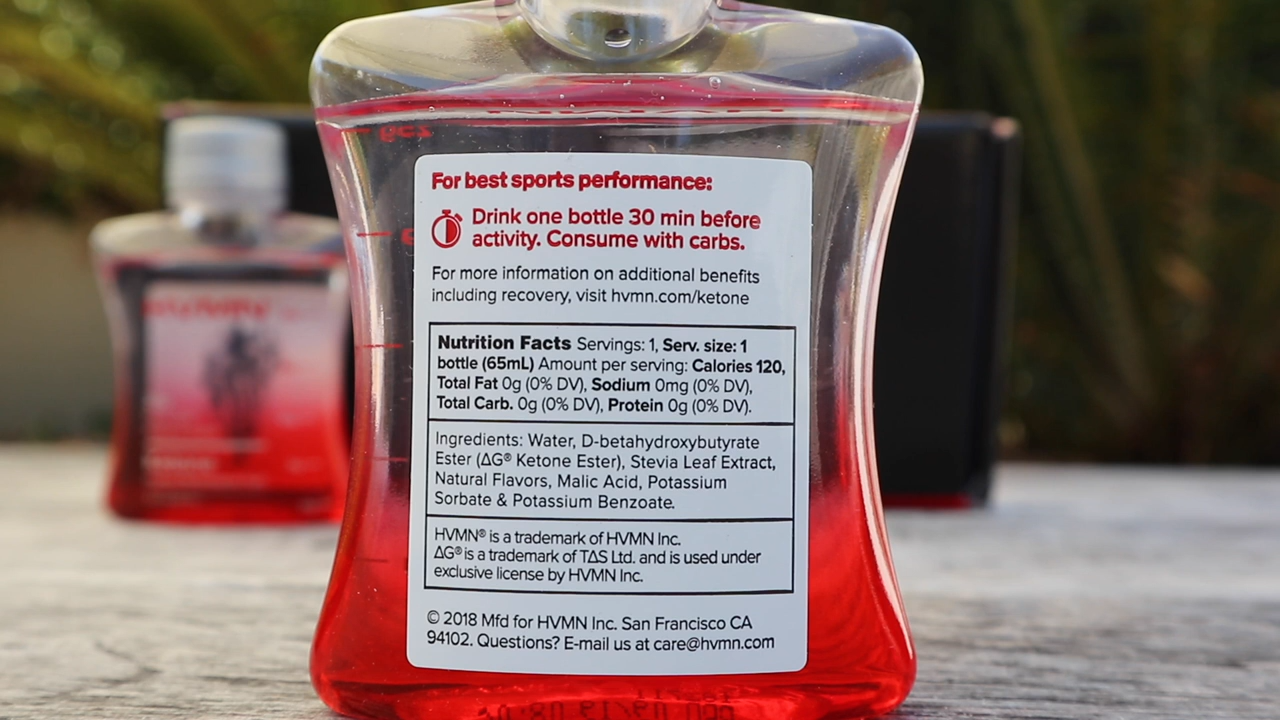 For best sports performance:
Drink one bottle 30 min before
activity. Consume with carbs.
For more information on additional benefits
including recovery, visit hvmn.com/ketone
Nutrition Facts Servings: 1, Serv. size: 1
bottle (65mL) Amount per serving: Calories 120,
Total Fat 0g (0% DV), Sodium 0mg (0% DV),
Total Carb. 0g (0% DV), Protein 0g (0% DV).
Ingredients: Water, D-betahydroxybutyrate
Ester (ΔG® Ketone Ester), Stevia Leaf Extract,
Natural Flavors, Malic Acid, Potassium
Sorbate & Potassium Benzoate.
HVMN® is a trademark of HVMN Inc.
ΔG® is a trademark of TΔS Ltd. and is used under
exclusive license by HVMN Inc.
© 2018 Mfd for HVMN Inc. San Francisco CA
94102. Questions? E-mail us at care@hvmn.com